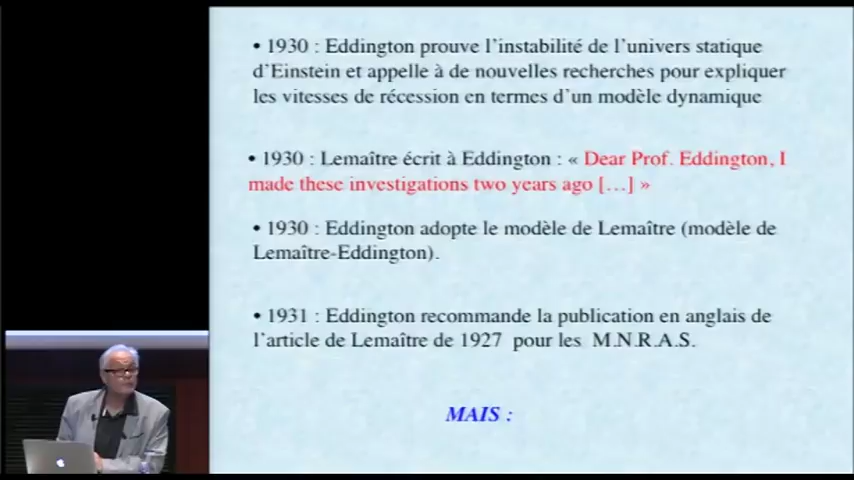 • 1930 : Eddington prouve l'instabilité de l'univers statique
d'Einstein et appelle à de nouvelles recherches pour expliquer
les vitesses de récession en termes d'un modèle dynamique
• 1930 : Lemaître écrit à Eddington : « Dear Prof. Eddington, I
made these investigations two years ago […] »
• 1930 : Eddington adopte le modèle de Lemaître (modèle de
Lemaître-Eddington).
• 1931 : Eddington recommande la publication en anglais de
l'article de Lemaître de 1927 pour les M.N.R.A.S.
MAIS :